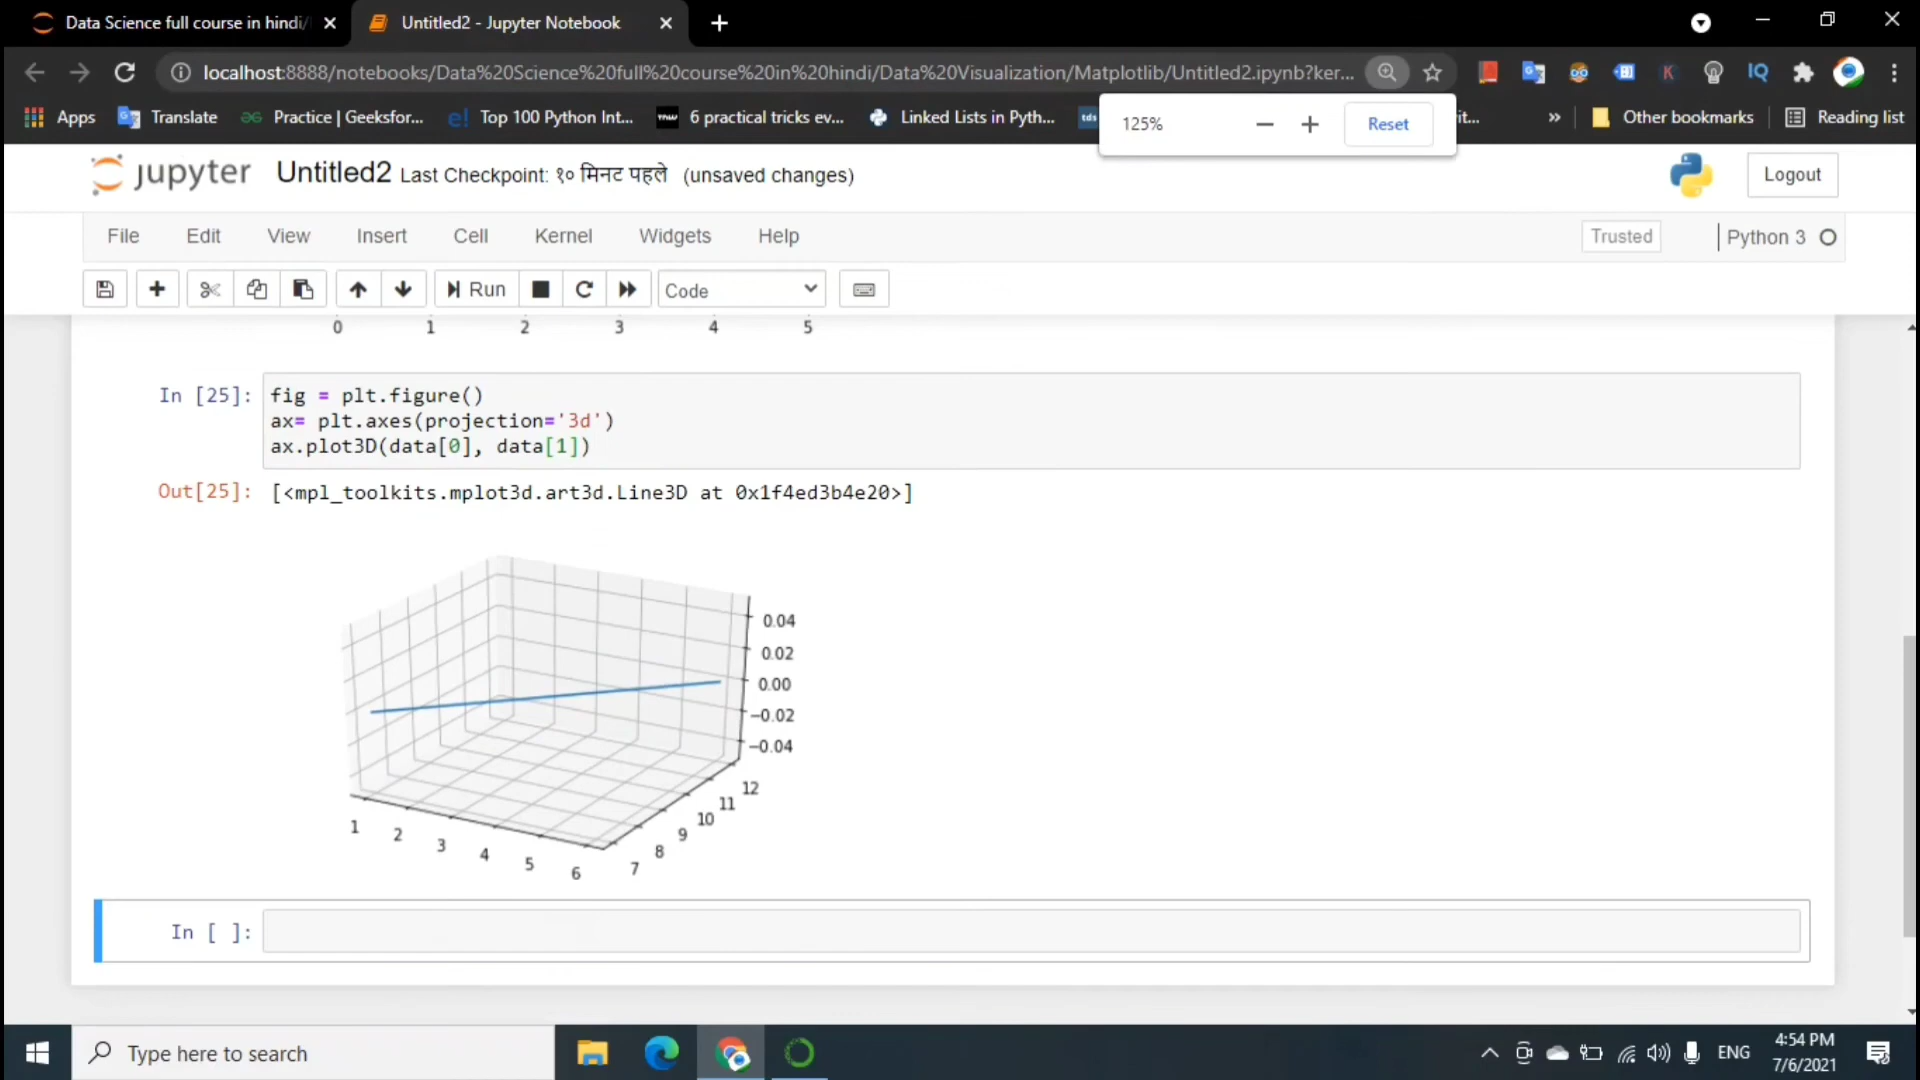 Data Science full course in hindi/
Untitled2 - Jupyter Notebook
localhost:8888/notebooks/Data%20Science%20full%20course%20in%20hindi/Data%20Visualization/Matplotlib/Untitled2.ipynb?ker...
IQ
Apps
Translate
Practice | Geeksfor...
Top 100 Python Int...
6 practical tricks ev...
Linked Lists in Pyth...
tds
it...
»
Other bookmarks
Reading list
125%
Reset
jupyter
Untitled2 Last Checkpoint: १० मिनट पहले (unsaved changes)
Logout
File Edit View Insert Cell Kernel Widgets Help
Trusted
Python 3
Run
Code
0 1 2 3 4 5
In [25]: fig = plt.figure()
ax= plt.axes(projection='3d')
ax.plot3D(data[0], data[1])
Out[25]: [<mpl_toolkits.mplot3d.art3d.Line3D at 0x1f4ed3b4e20>]
0.04
0.02
0.00
−0.02
−0.04
1 2 3 4 5 6
7 8 9 10 11 12
In [ ]:
Type here to search
ENG
4:54 PM
7/6/2021